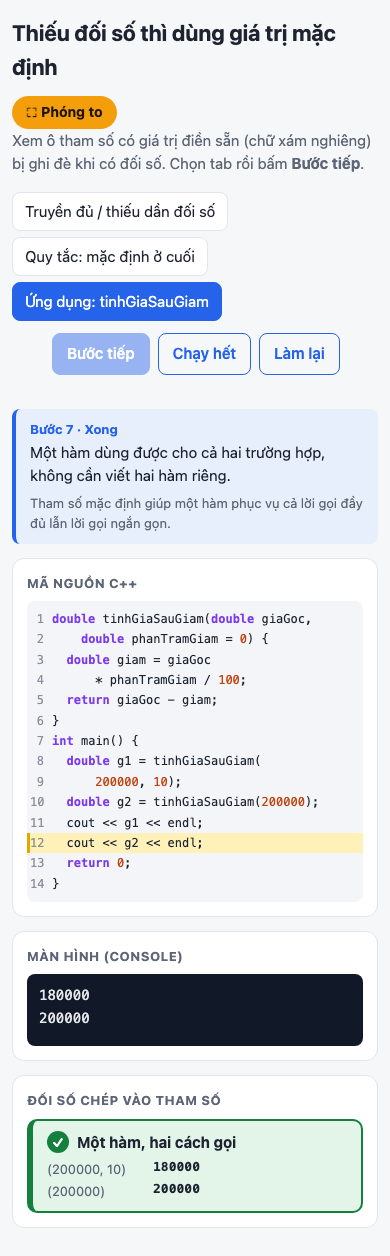 Thiếu đối số thì dùng giá trị mặc
định
⛶ Phóng to
Xem ô tham số có giá trị điền sẵn (chữ xám nghiêng)
bị ghi đè khi có đối số. Chọn tab rồi bấm Bước tiếp.
Truyền đủ / thiếu dần đối số
Quy tắc: mặc định ở cuối
Ứng dụng: tinhGiaSauGiam
Bước tiếp Chạy hết Làm lại
Bước 7 · Xong
Một hàm dùng được cho cả hai trường hợp,
không cần viết hai hàm riêng.
Tham số mặc định giúp một hàm phục vụ cả lời gọi đầy
đủ lẫn lời gọi ngắn gọn.
MÃ NGUỒN C++
1 double tinhGiaSauGiam(double giaGoc,
2     double phanTramGiam = 0) {
3   double giam = giaGoc
4       * phanTramGiam / 100;
5   return giaGoc - giam;
6 }
7 int main() {
8   double g1 = tinhGiaSauGiam(
9       200000, 10);
10   double g2 = tinhGiaSauGiam(200000);
11   cout << g1 << endl;
12   cout << g2 << endl;
13   return 0;
14 }
MÀN HÌNH (CONSOLE)
180000
200000
ĐỐI SỐ CHÉP VÀO THAM SỐ
Một hàm, hai cách gọi
(200000, 10) 180000
(200000) 200000